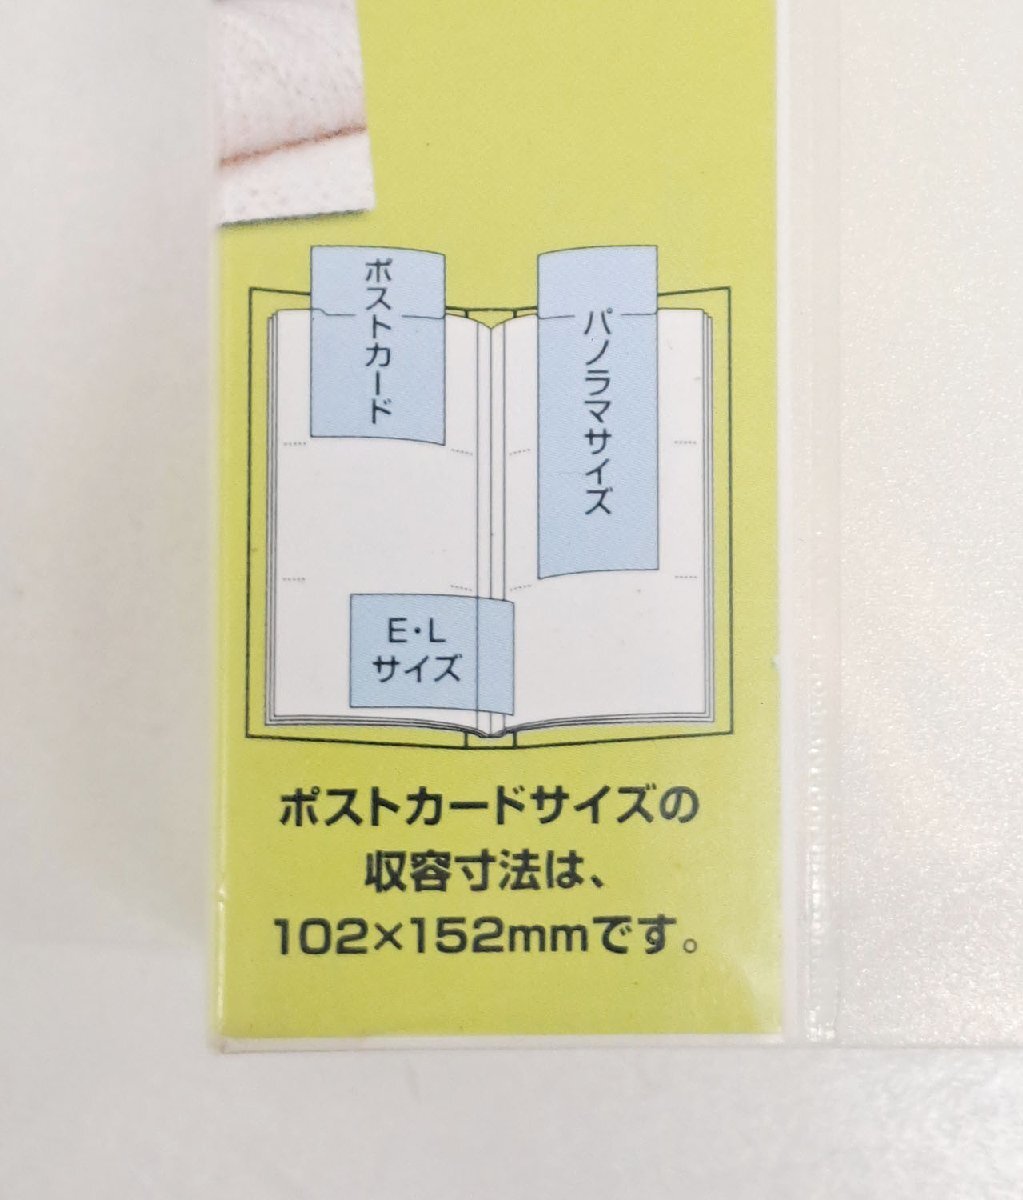 ポストカード
パノラマサイズ
E・L
サイズ
ポストカードサイズの
収容寸法は、
102×152mmです。